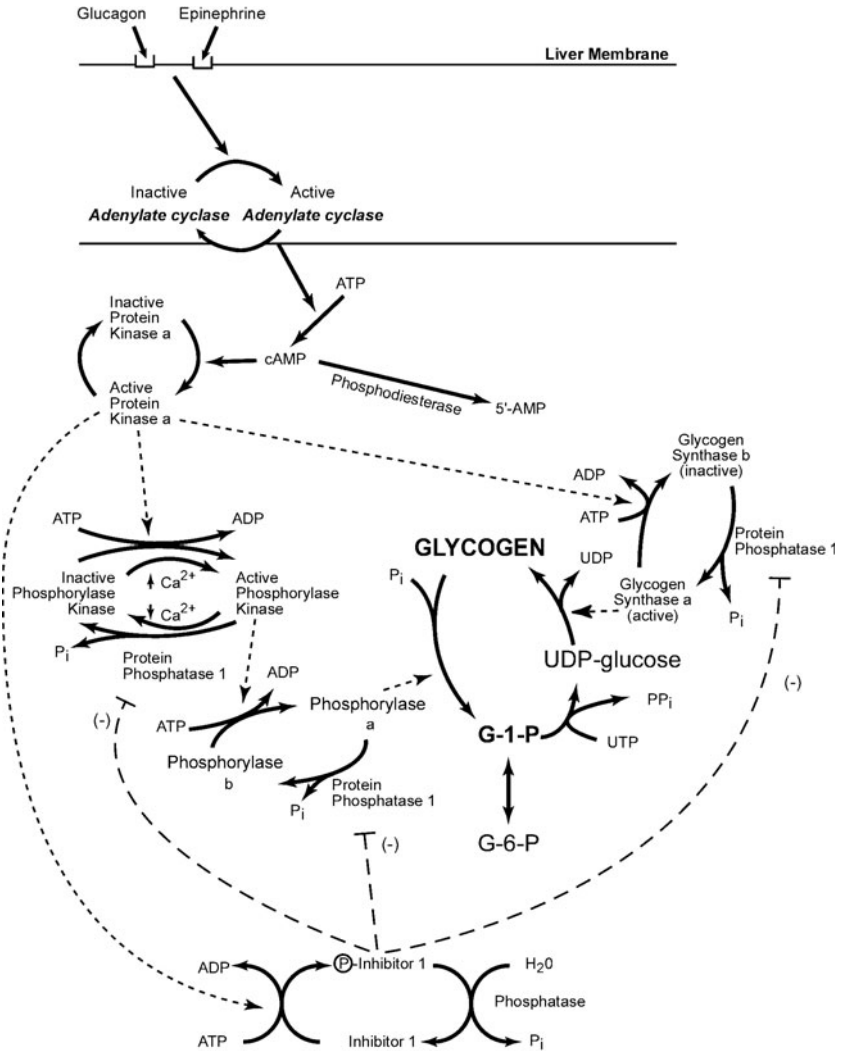 Glucagon
Epinephrine
Liver Membrane
Inactive
Adenylate cyclase
Active
Adenylate cyclase
ATP
Inactive
Protein
Kinase a
cAMP
Phosphodiesterase
5'-AMP
Active
Protein
Kinase a
Glycogen
Synthase b
(inactive)
ADP
ATP
Protein
Phosphatase 1
Glycogen
Synthase a
(active)
Pi
ATP
ADP
Inactive
Phosphorylase
Kinase
Ca2+
Ca2+
Active
Phosphorylase
Kinase
Pi
Protein
Phosphatase 1
GLYCOGEN
Pi
UDP
UDP-glucose
PPi
UTP
G-1-P
G-6-P
ADP
ATP
Phosphorylase
a
Phosphorylase
b
Pi
Protein
Phosphatase 1
(-)
(-)
(-)
ADP
P-Inhibitor 1
H20
Phosphatase
ATP
Inhibitor 1
Pi